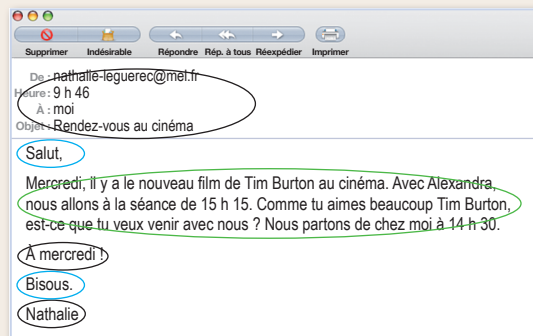 Supprimer Indésirable Répondre Rép. à tous Réexpédier Imprimer
De : nathalie-leguerec@mel.fr
Heure : 9 h 46
À : moi
Objet : Rendez-vous au cinéma
Salut,
Mercredi, il y a le nouveau film de Tim Burton au cinéma. Avec Alexandra,
nous allons à la séance de 15 h 15. Comme tu aimes beaucoup Tim Burton,
est-ce que tu veux venir avec nous ? Nous partons de chez moi à 14 h 30.
À mercredi !
Bisous.
Nathalie